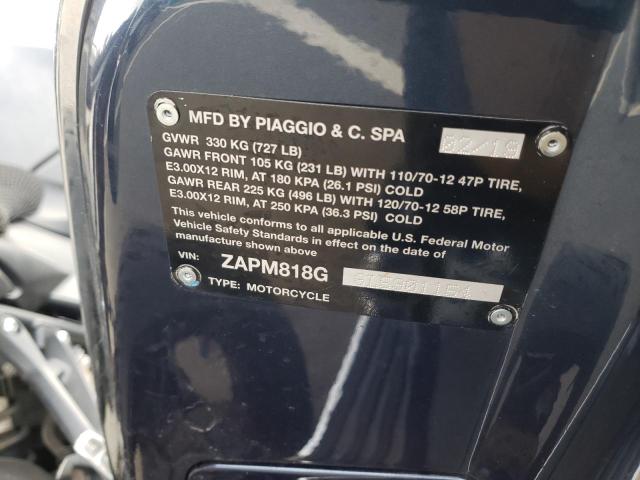 MFD BY PIAGGIO & C. SPA 02/19
GVWR 330 KG (727 LB)
GAWR FRONT 105 KG (231 LB) WITH 110/70-12 47P TIRE,
E3.00X12 RIM, AT 180 KPA (26.1 PSI) COLD
GAWR REAR 225 KG (496 LB) WITH 120/70-12 58P TIRE,
E3.00X12 RIM, AT 250 KPA (36.3 PSI) COLD
This vehicle conforms to all applicable U.S. Federal Motor
Vehicle Safety Standards in effect on the date of
manufacture shown above
VIN: ZAPM818G
TYPE: MOTORCYCLE